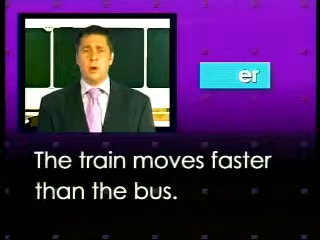 er
The train moves faster
than the bus.